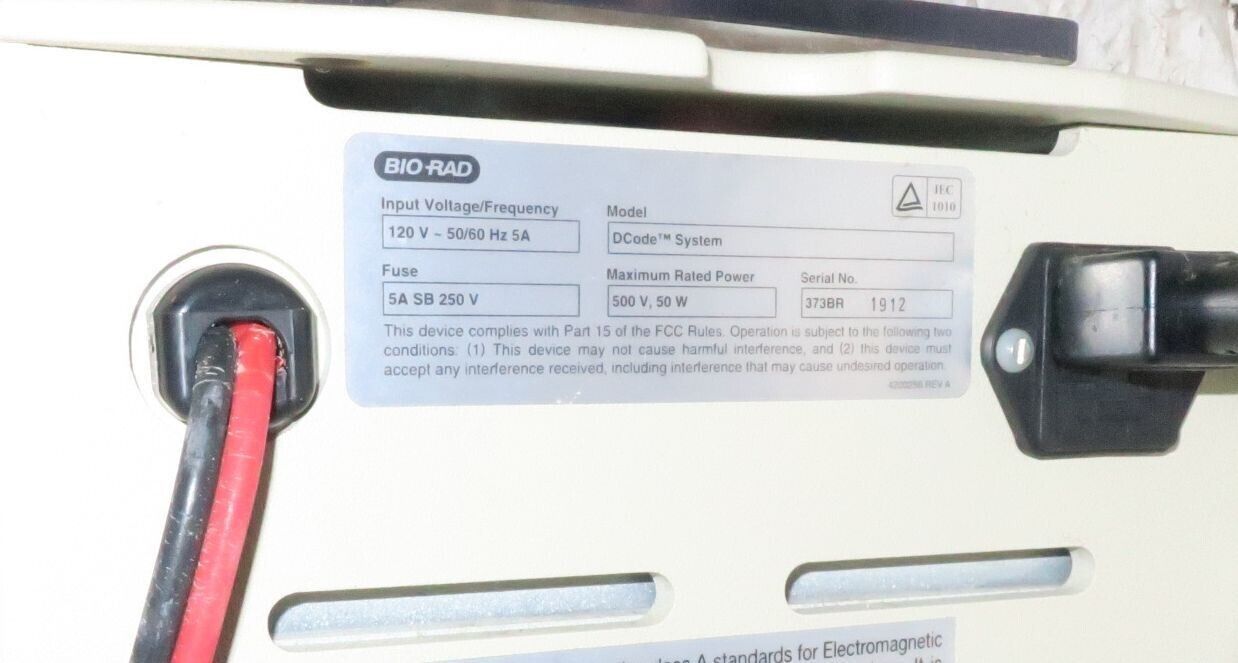 BIO-RAD
IEC
1010
Input Voltage/Frequency
120 V ~ 50/60 Hz 5A
Model
DCode™ System
Fuse
5A SB 250 V
Maximum Rated Power
500 V, 50 W
Serial No.
373BR 1912
This device complies with Part 15 of the FCC Rules. Operation is subject to the following two
conditions: (1) This device may not cause harmful interference, and (2) this device must
accept any interference received, including interference that may cause undesired operation.
4200256 REV A
A standards for Electromagnetic